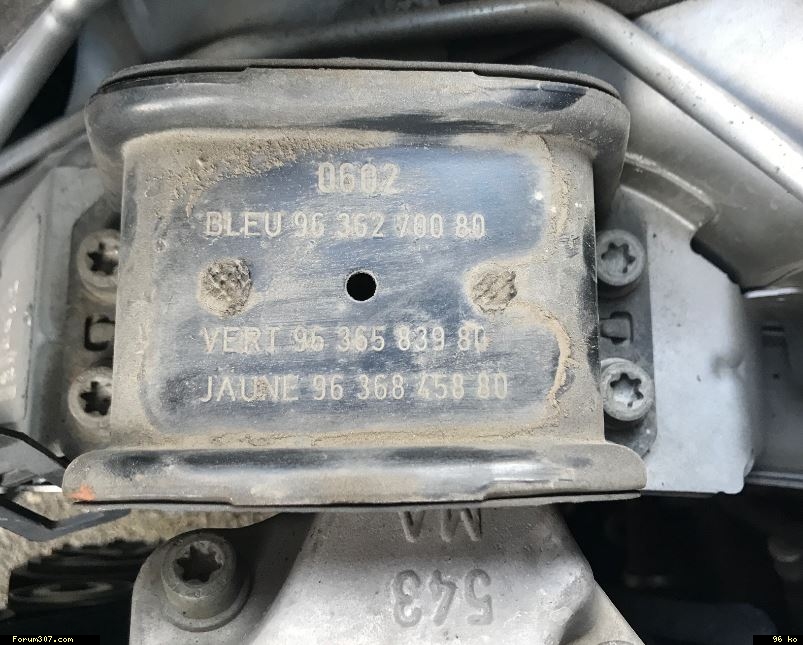 0602
BLEU 96 362 700 80
VERT 96 365 839 80
JAUNE 96 368 458 80
MA
543
Forum307.com
96 ko